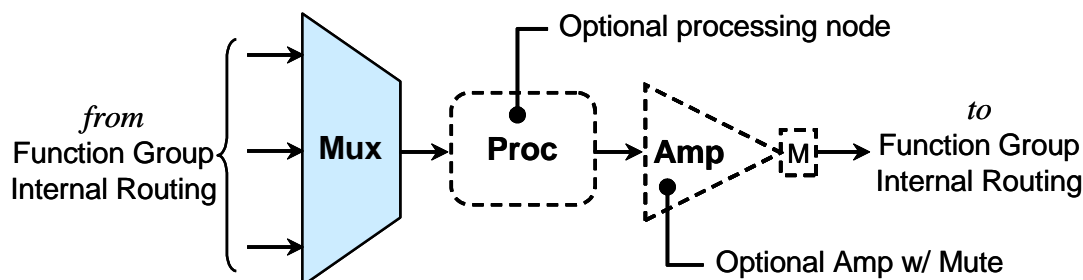 Optional processing node
from
Function Group
Internal Routing
Mux
Proc
Amp
M
to
Function Group
Internal Routing
Optional Amp w/ Mute